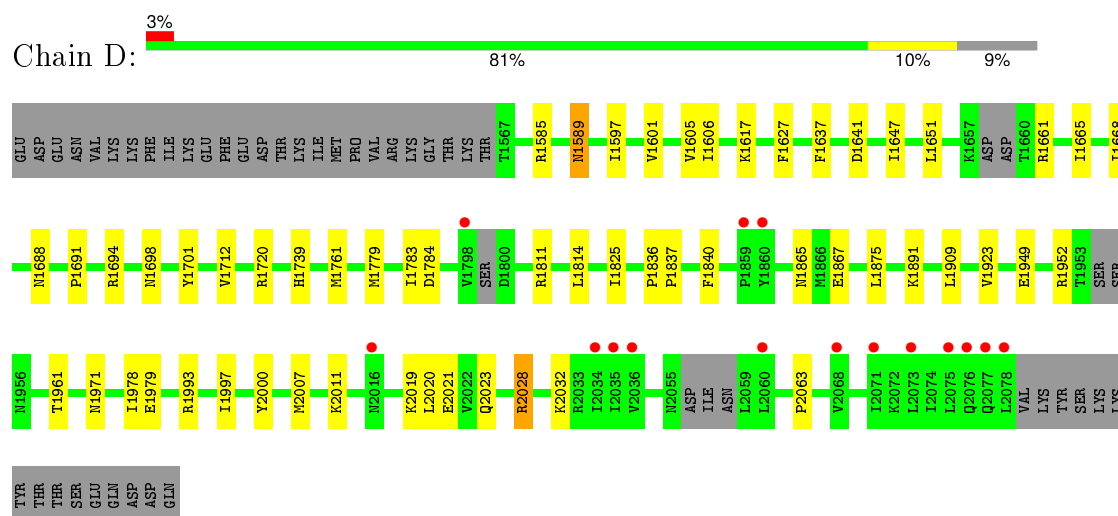 3%
Chain D:
81% 10% 9%
GLU ASP GLU ASN VAL LYS LYS PHE ILE LYS GLU PHE GLU ASP THR LYS ILE MET PRO VAL ARG LYS GLY THR LYS THR T1567 R1585 N1589 I1597 V1601 V1605 I1606 K1617 F1627 F1637 D1641 I1647 L1651 K1657 ASP ASP T1660 R1661 I1665 I1668
N1688 P1691 R1694 N1698 Y1701 V1712 R1720 H1739 M1761 M1779 I1783 D1784 V1798 SER D1800 R1811 L1814 I1825 P1836 P1837 F1840 P1859 Y1860 N1865 M1866 E1867 L1875 K1891 L1909 V1923 E1949 R1952 T1953 SER SER
N1956 T1961 N1971 I1978 E1979 R1993 I1997 Y2000 M2007 K2011 N2016 K2019 L2020 E2021 V2022 Q2023 R2028 K2032 R2033 I2034 I2035 V2036 N2055 ASP ILE ASN L2059 L2060 P2063 V2068 I2071 K2072 L2073 I2074 L2075 Q2076 Q2077 L2078 VAL LYS TYR SER LYS LYS
TYR THR THR SER GLU GLN ASP ASP GLN